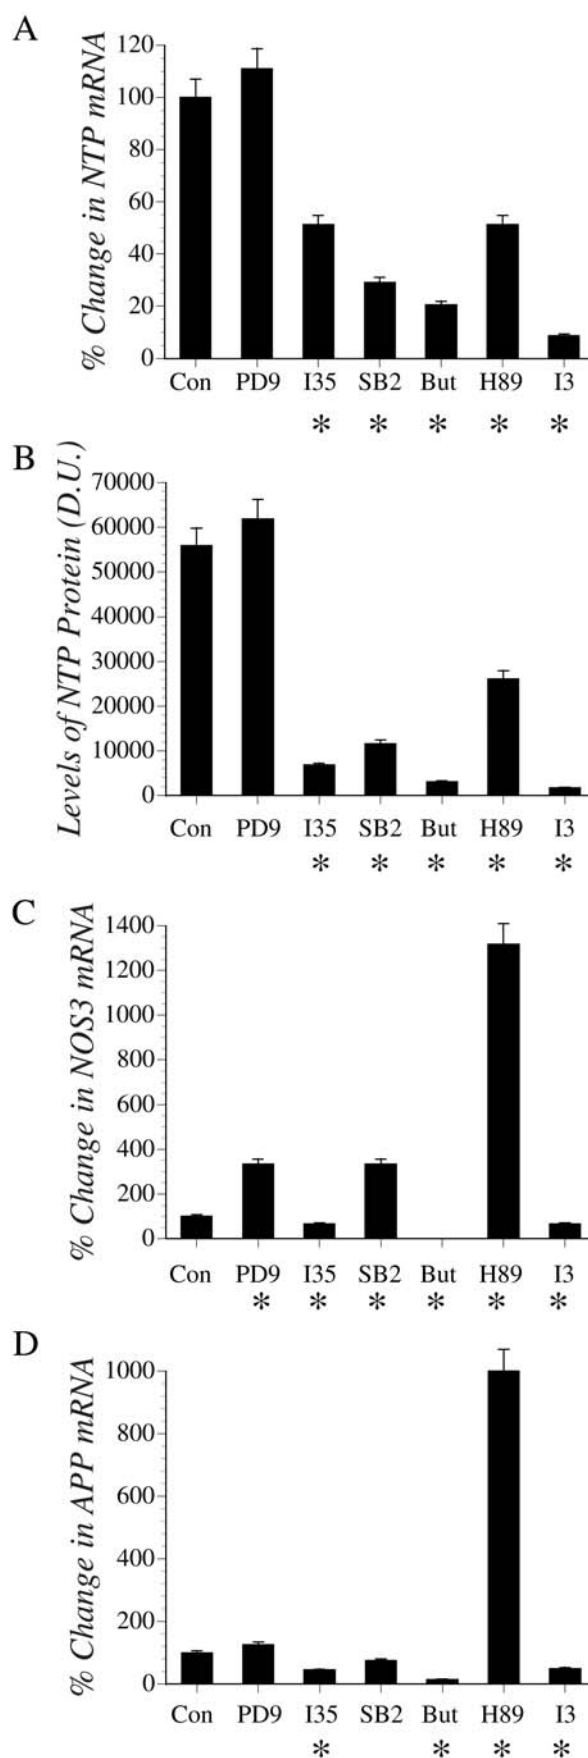 A
% Change in NTP mRNA
120
100
80
60
40
20
0
Con PD9 I35 SB2 But H89 I3
* * * * *
B
Levels of NTP Protein (D.U.)
70000
60000
50000
40000
30000
20000
10000
0
Con PD9 I35 SB2 But H89 I3
* * * * *
C
% Change in NOS3 mRNA
1400
1200
1000
800
600
400
200
0
Con PD9 I35 SB2 But H89 I3
* * * * * *
D
% Change in APP mRNA
1000
800
600
400
200
0
Con PD9 I35 SB2 But H89 I3
* * * *